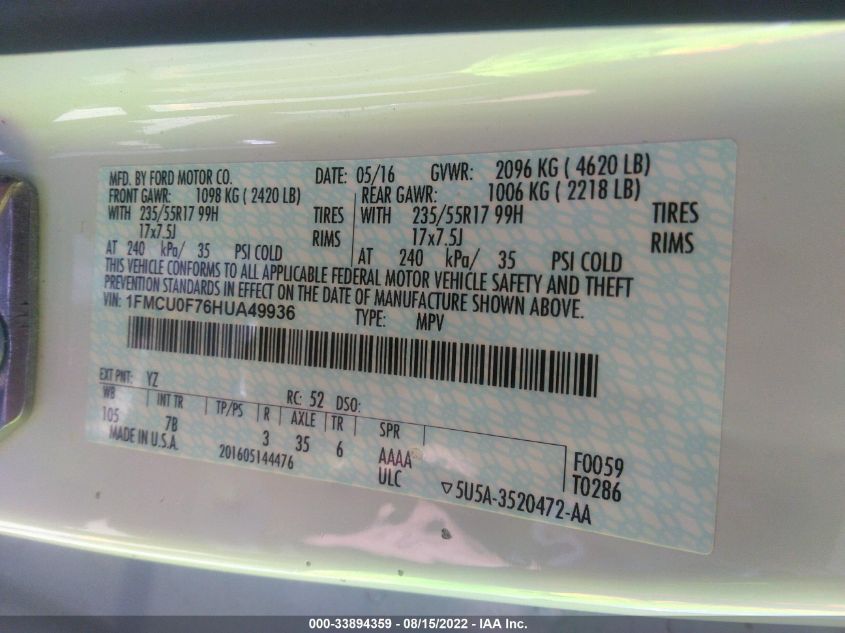 MFD. BY FORD MOTOR CO. DATE: 05/16 GVWR: 2096 KG ( 4620 LB)
FRONT GAWR: 1098 KG ( 2420 LB) REAR GAWR: 1006 KG ( 2218 LB)
WITH 235/55R17 99H TIRES WITH 235/55R17 99H TIRES
17x7.5J RIMS 17x7.5J RIMS
AT 240 kPa/ 35 PSI COLD AT 240 kPa/ 35 PSI COLD
THIS VEHICLE CONFORMS TO ALL APPLICABLE FEDERAL MOTOR VEHICLE SAFETY AND THEFT
PREVENTION STANDARDS IN EFFECT ON THE DATE OF MANUFACTURE SHOWN ABOVE.
VIN: 1FMCU0F76HUA49936 TYPE: MPV
EXT PNT: YZ RC: 52 DSO:
WB INT TR TP/PS R AXLE TR SPR
105 7B 3 35 6 AAAA F0059
MADE IN U.S.A. 201605144476 ULC T0286
5U5A-3520472-AA
000-33894359 - 08/15/2022 - IAA Inc.